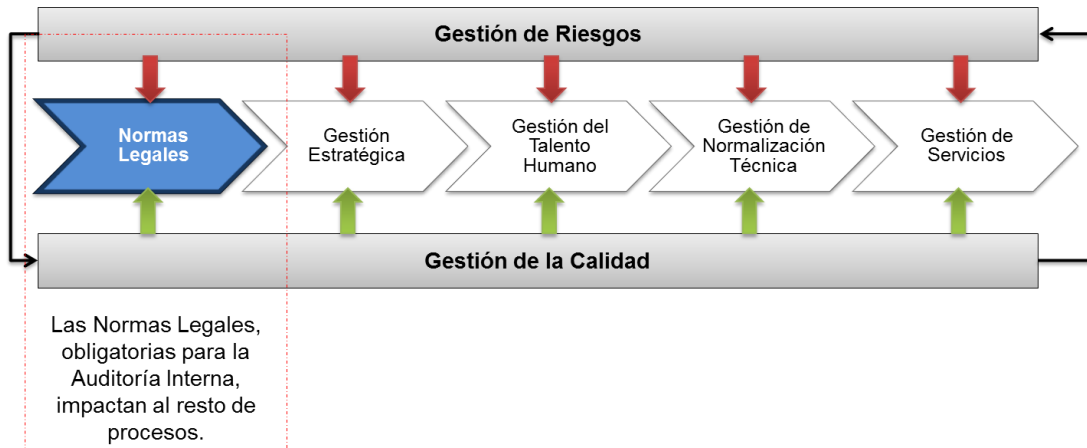 Gestión de Riesgos
Normas
Legales
Gestión
Estratégica
Gestión del
Talento
Humano
Gestión de
Normalización
Técnica
Gestión de
Servicios
Gestión de la Calidad
Las Normas Legales,
obligatorias para la
Auditoría Interna,
impactan al resto de
procesos.